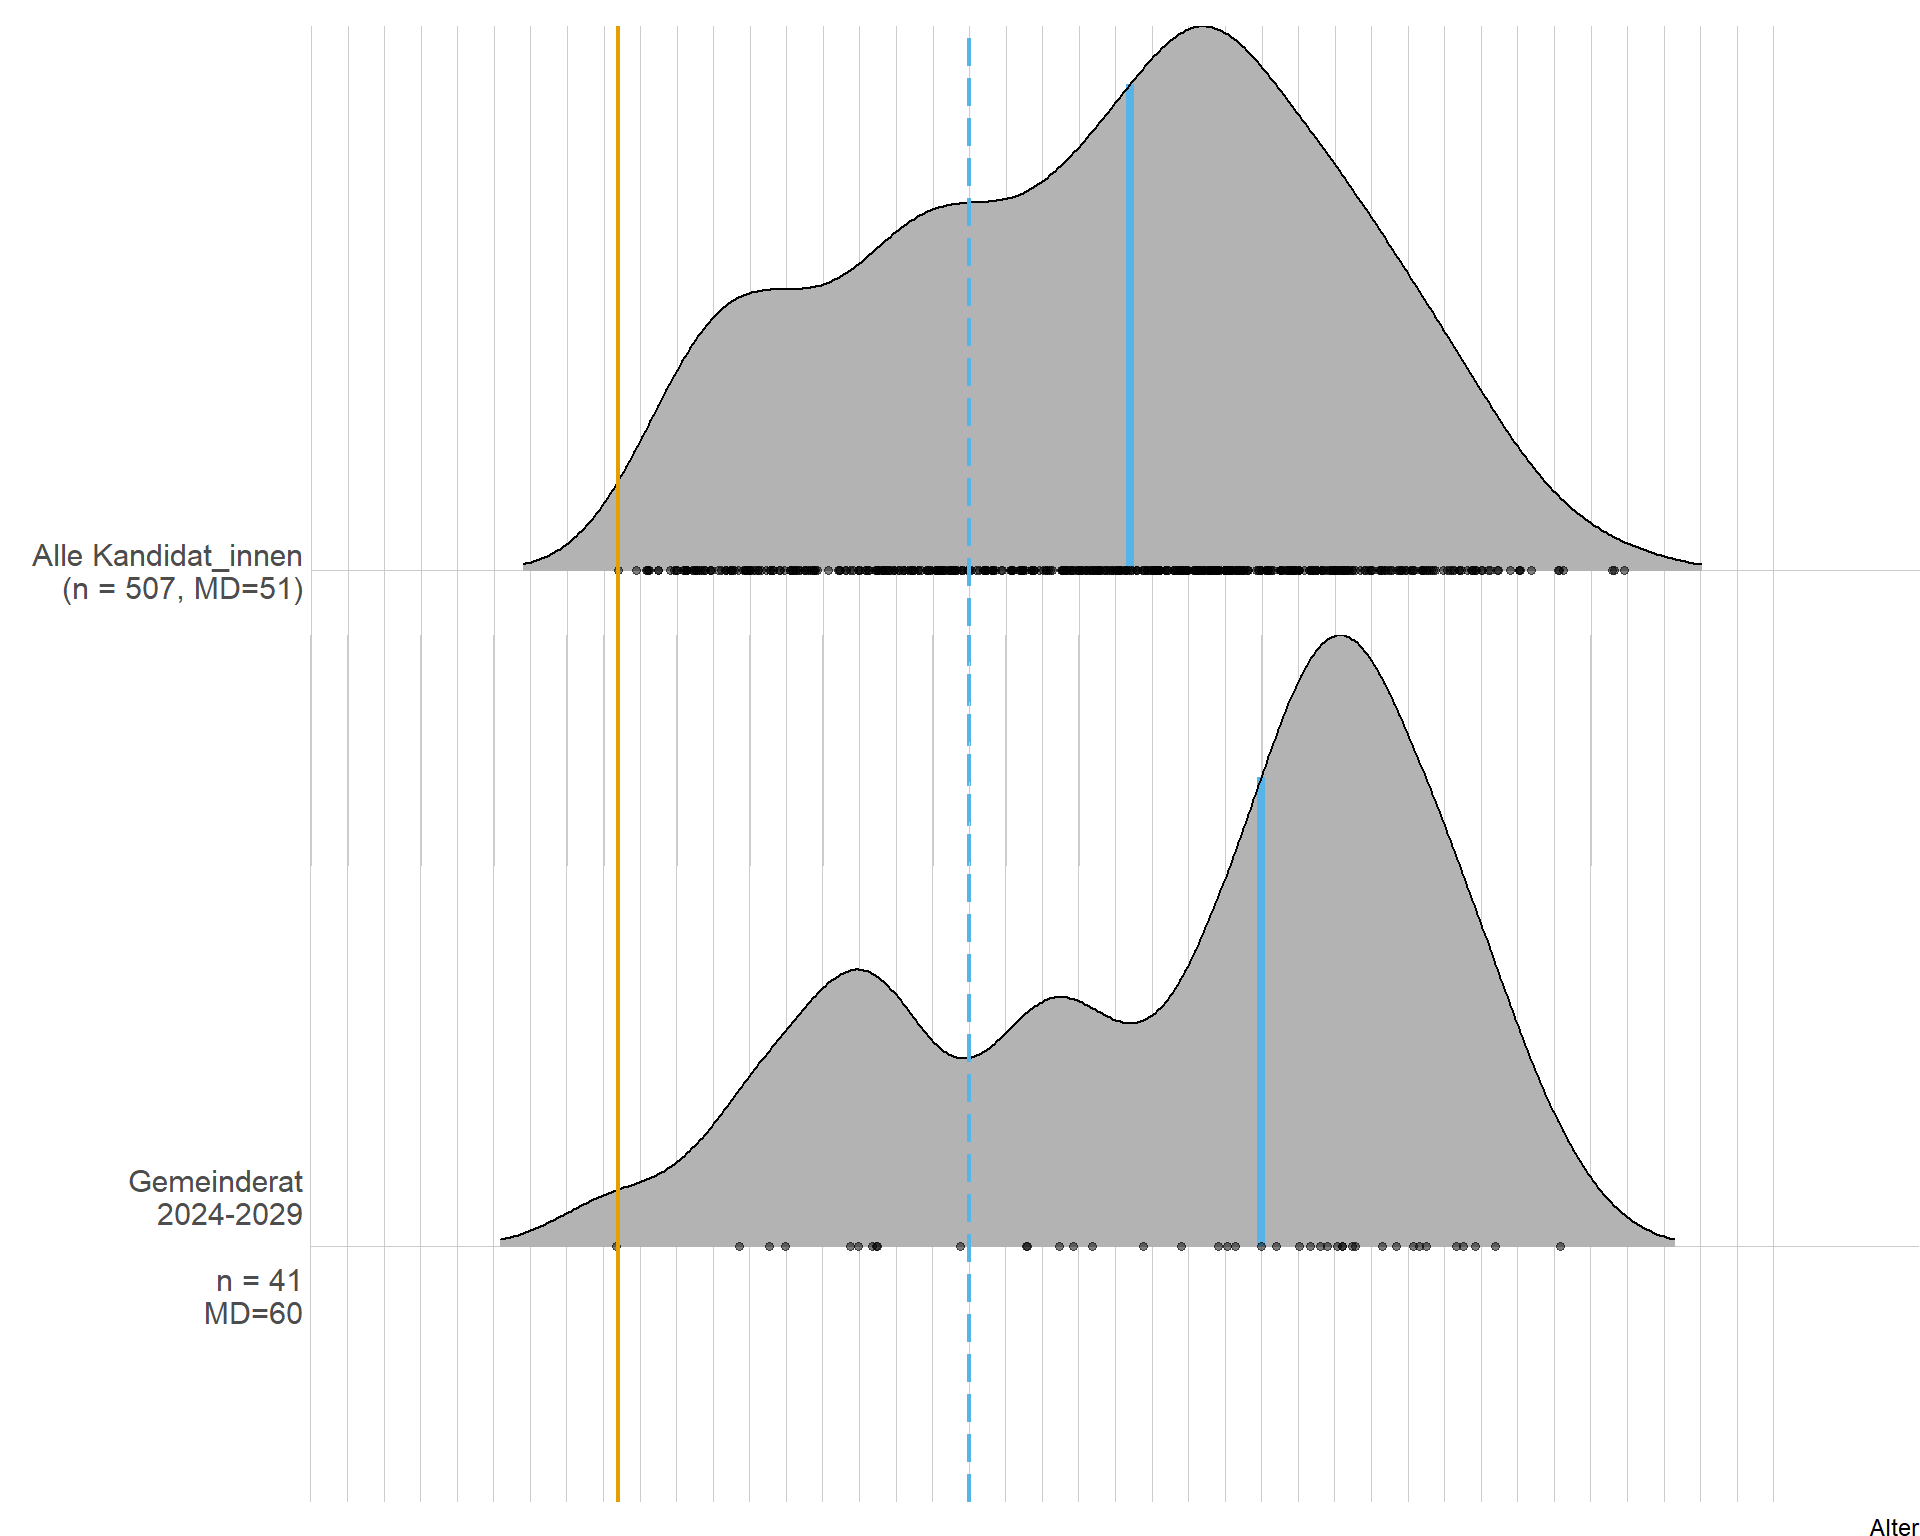 Alle Kandidat_innen
(n = 507, MD=51)
Gemeinderat
2024-2029
n = 41
MD=60
Alter